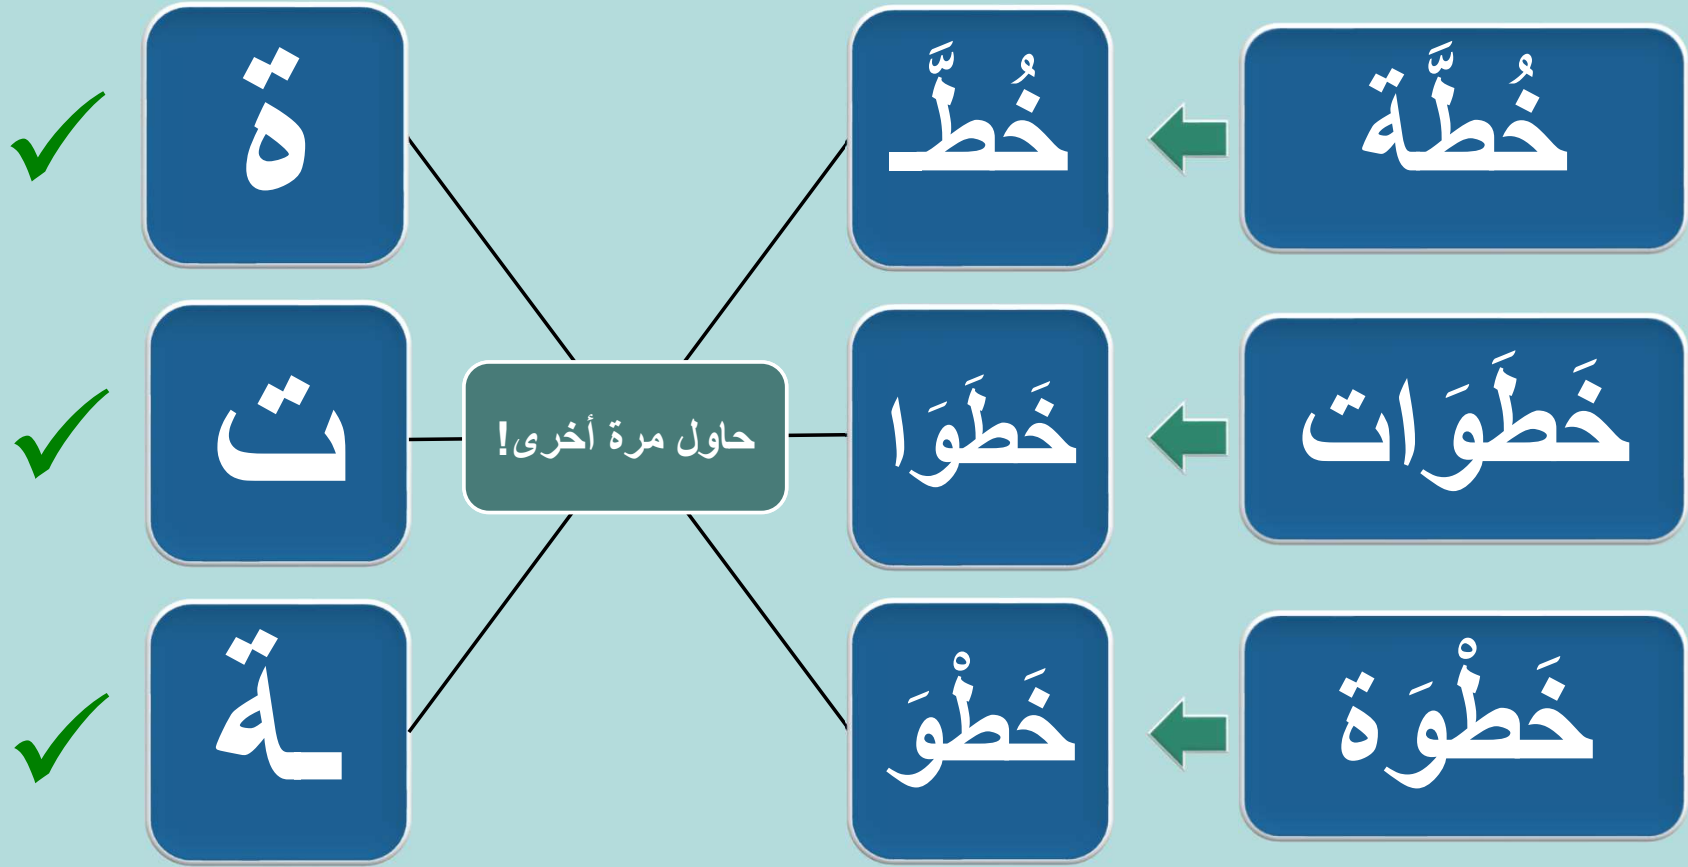 خُطَّة
خُطَّـ
ة
خَطَوَات
خَطَوَا
حاول مرة أخرى!
ت
خَطْوَة
خَطْوَ
ـة